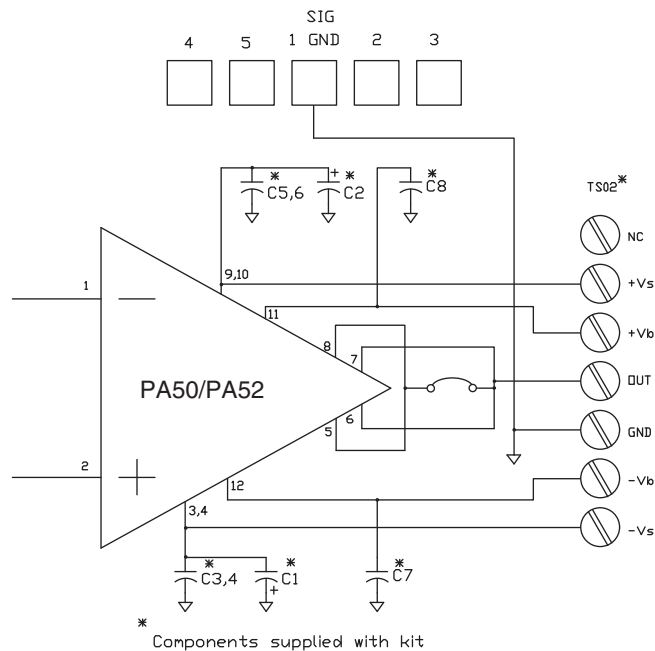 SIG
4 5 1 GND 2 3
* C5,6
+ * C2
* C8
TS02*
NC
9,10
+Vs
1
11
+Vb
8
7
PA50/PA52
OUT
6
5
GND
2
12
-Vb
3,4
-Vs
* C3,4
* C1
+
* C7
* Components supplied with kit